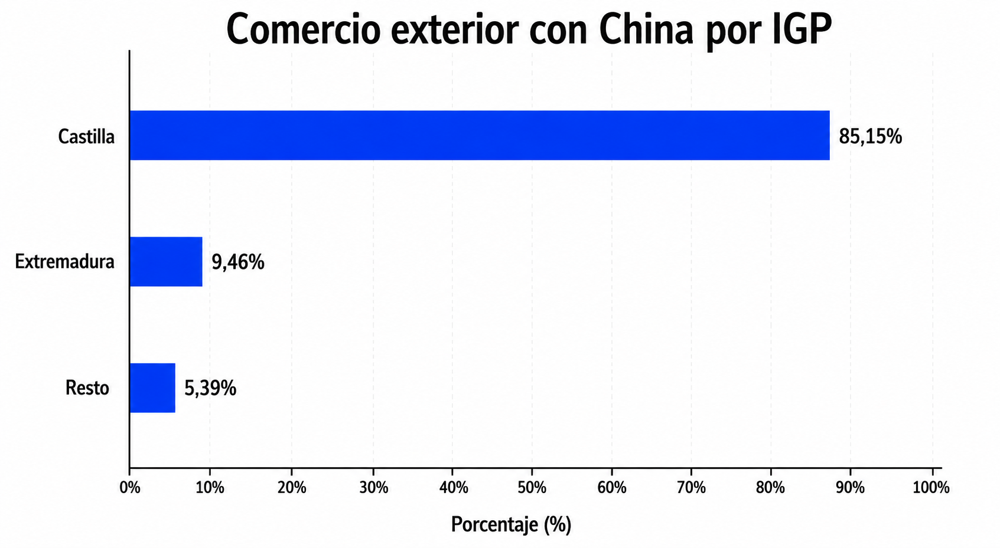 Comercio exterior con China por IGP
Castilla 85,15%
Extremadura 9,46%
Resto 5,39%
0% 10% 20% 30% 40% 50% 60% 70% 80% 90% 100%
Porcentaje (%)